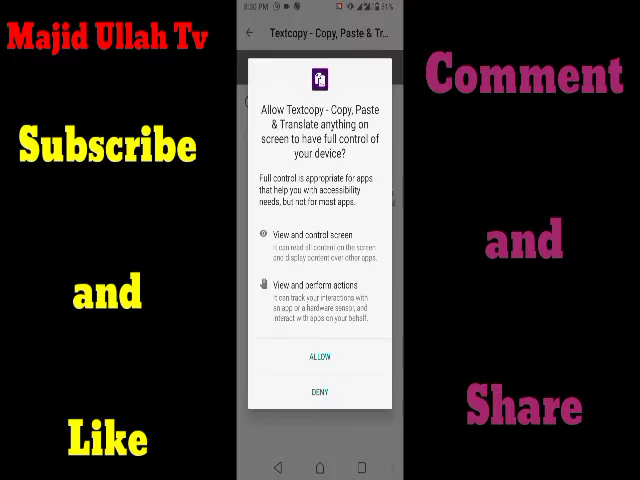 Majid Ullah Tv
Subscribe
and
Like
8:30 PM
31%
Textcopy - Copy, Paste & Tr...
Allow Textcopy - Copy, Paste
& Translate anything on
screen to have full control of
your device?
Full control is appropriate for apps
that help you with accessibility
needs, but not for most apps.
View and control screen
It can read all content on the screen
and display content over other apps.
View and perform actions
It can track your interactions with
an app or a hardware sensor, and
interact with apps on your behalf.
ALLOW
DENY
Comment
and
Share